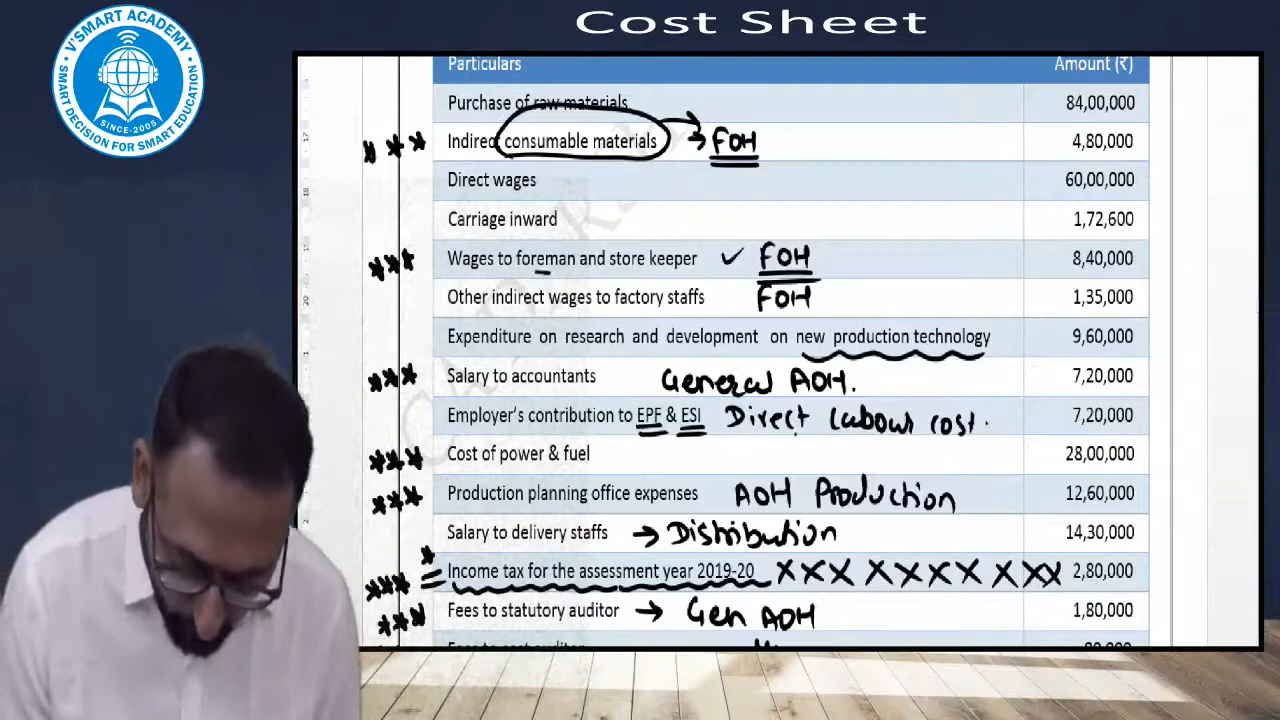 Cost Sheet
V'SMART ACADEMY
SINCE-2005
SMART DECISION FOR SMART EDUCATION
Particulars Amount (₹)
Purchase of raw materials 84,00,000
*** Indirect consumable materials → FOH 4,80,000
Direct wages 60,00,000
Carriage inward 1,72,600
*** Wages to foreman and store keeper ✓ FOH 8,40,000
Other indirect wages to factory staffs FOH 1,35,000
Expenditure on research and development on new production technology 9,60,000
*** Salary to accountants General AOH. 7,20,000
Employer's contribution to EPF & ESI Direct labour cost. 7,20,000
*** Cost of power & fuel 28,00,000
*** Production planning office expenses AOH Production 12,60,000
Salary to delivery staffs → Distribution 14,30,000
*** Income tax for the assessment year 2019-20 XXX XXXX XXX 2,80,000
*** Fees to statutory auditor → Gen AOH 1,80,000
17
18
20
1
2